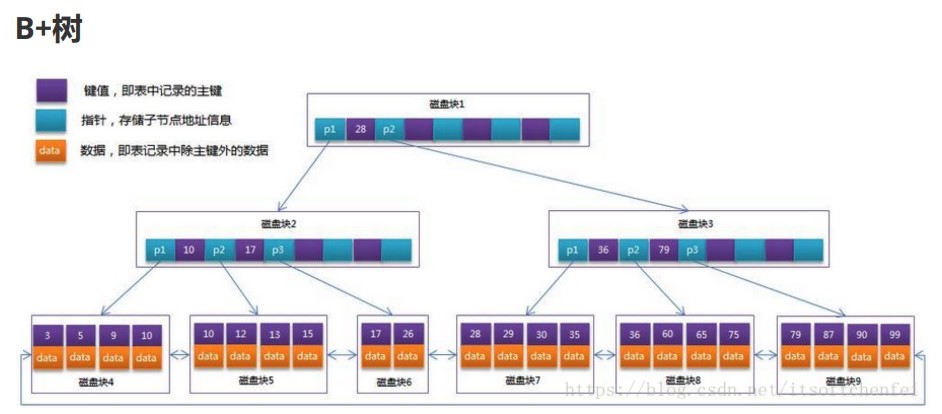 B+树
键值，即表中记录的主键
指针，存储子节点地址信息
data 数据，即表记录中除主键外的数据
磁盘块1
p1 28 p2
磁盘块2
p1 10 p2 17 p3
磁盘块3
p1 36 p2 79 p3
3 5 9 10
data data data data
磁盘块4
10 12 13 15
data data data data
磁盘块5
17 26
data data
磁盘块6
28 29 30 35
data data data data
磁盘块7
36 60 65 75
data data data data
磁盘块8
79 87 90 99
data data data data
磁盘块9
https://blog.csdn.net/itsoftchenfei